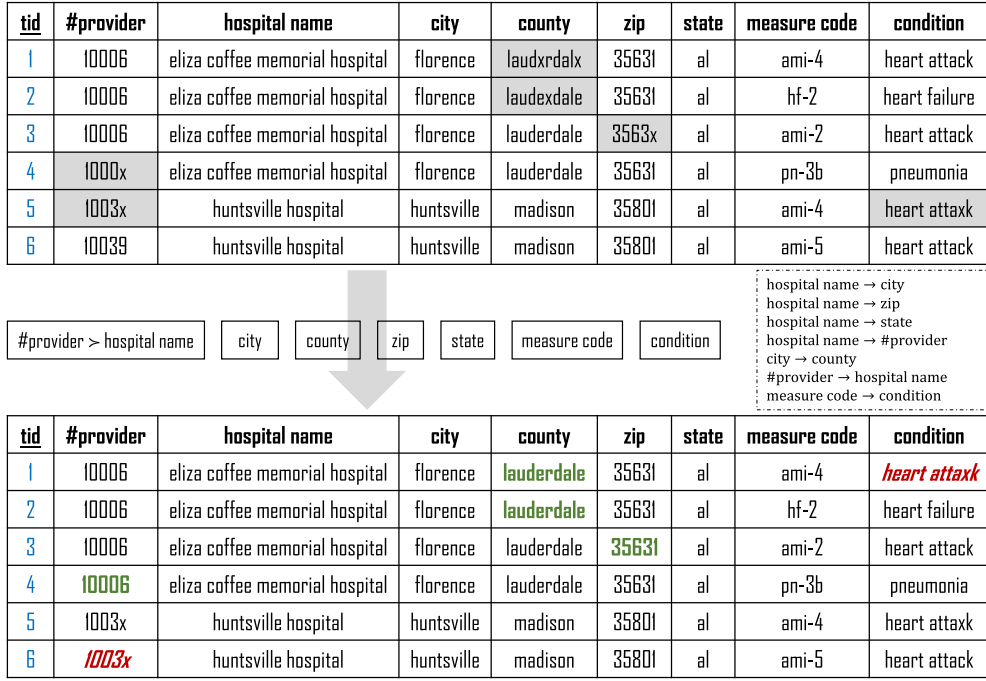 tid #provider hospital name city county zip state measure code condition
1 10006 eliza coffee memorial hospital florence laudxrdalx 35631 al ami-4 heart attack
2 10006 eliza coffee memorial hospital florence laudexdale 35631 al hf-2 heart failure
3 10006 eliza coffee memorial hospital florence lauderdale 3563x al ami-2 heart attack
4 1000x eliza coffee memorial hospital florence lauderdale 35631 al pn-3b pneumonia
5 1003x huntsville hospital huntsville madison 35801 al ami-4 heart attaxk
6 10039 huntsville hospital huntsville madison 35801 al ami-5 heart attack
hospital name → city
hospital name → zip
hospital name → state
hospital name → #provider
city → county
#provider → hospital name
measure code → condition
#provider ≻ hospital name city county zip state measure code condition
tid #provider hospital name city county zip state measure code condition
1 10006 eliza coffee memorial hospital florence lauderdale 35631 al ami-4 heart attaxk
2 10006 eliza coffee memorial hospital florence lauderdale 35631 al hf-2 heart failure
3 10006 eliza coffee memorial hospital florence lauderdale 35631 al ami-2 heart attack
4 10006 eliza coffee memorial hospital florence lauderdale 35631 al pn-3b pneumonia
5 1003x huntsville hospital huntsville madison 35801 al ami-4 heart attaxk
6 1003x huntsville hospital huntsville madison 35801 al ami-5 heart attack